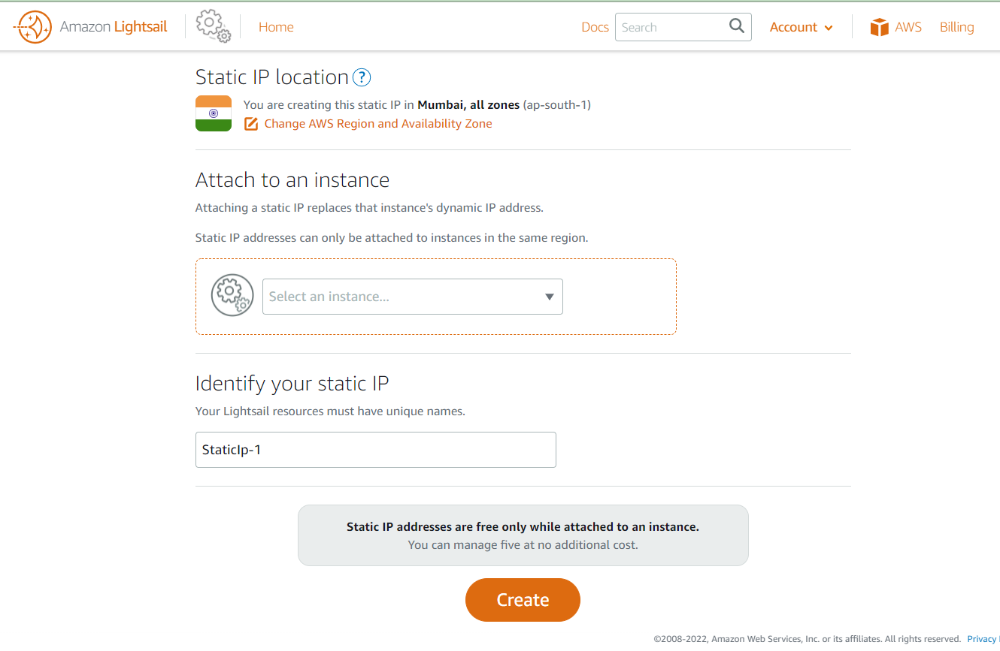 Amazon Lightsail
Home
Docs
Search
Account
AWS
Billing
Static IP location ?
You are creating this static IP in Mumbai, all zones (ap-south-1)
Change AWS Region and Availability Zone
Attach to an instance
Attaching a static IP replaces that instance's dynamic IP address.
Static IP addresses can only be attached to instances in the same region.
Select an instance...
Identify your static IP
Your Lightsail resources must have unique names.
StaticIp-1
Static IP addresses are free only while attached to an instance.
You can manage five at no additional cost.
Create
©2008-2022, Amazon Web Services, Inc. or its affiliates. All rights reserved. Privacy